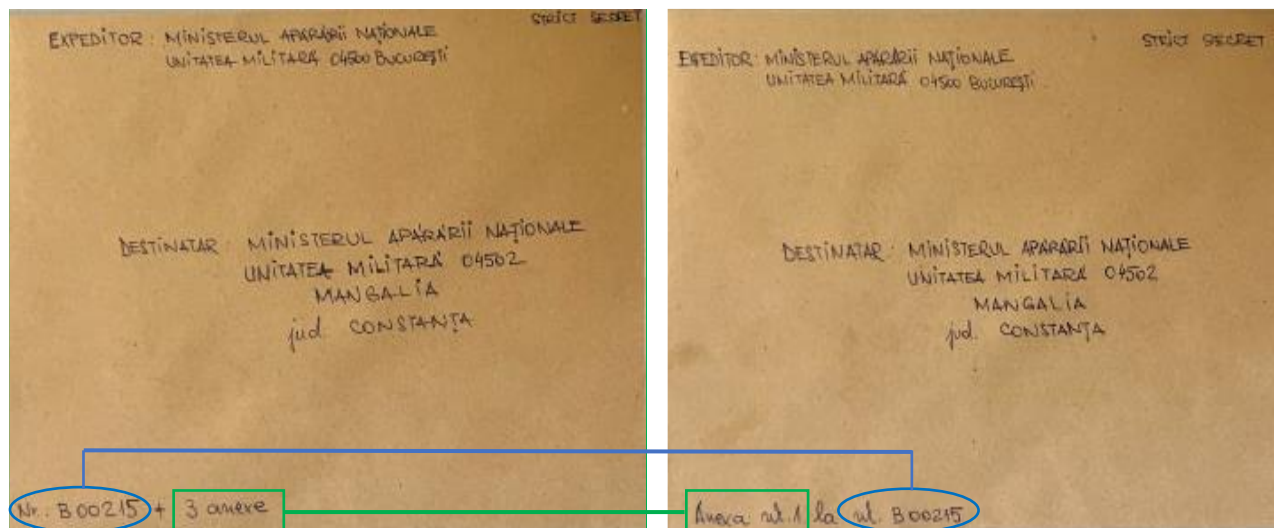 STRICT SECRET
EXPEDITOR: MINISTERUL APĂRĂRII NAȚIONALE
UNITATEA MILITARĂ 04500 BUCUREȘTI
DESTINATAR: MINISTERUL APĂRĂRII NAȚIONALE
UNITATEA MILITARĂ 04502
MANGALIA
jud. CONSTANȚA
Nr. B00215 + 3 anexe
STRICT SECRET
EXPEDITOR: MINISTERUL APĂRĂRII NAȚIONALE
UNITATEA MILITARĂ 04500 BUCUREȘTI
DESTINATAR: MINISTERUL APĂRĂRII NAȚIONALE
UNITATEA MILITARĂ 04502
MANGALIA
jud. CONSTANȚA
Anexa nr. 1 la nr. B00215